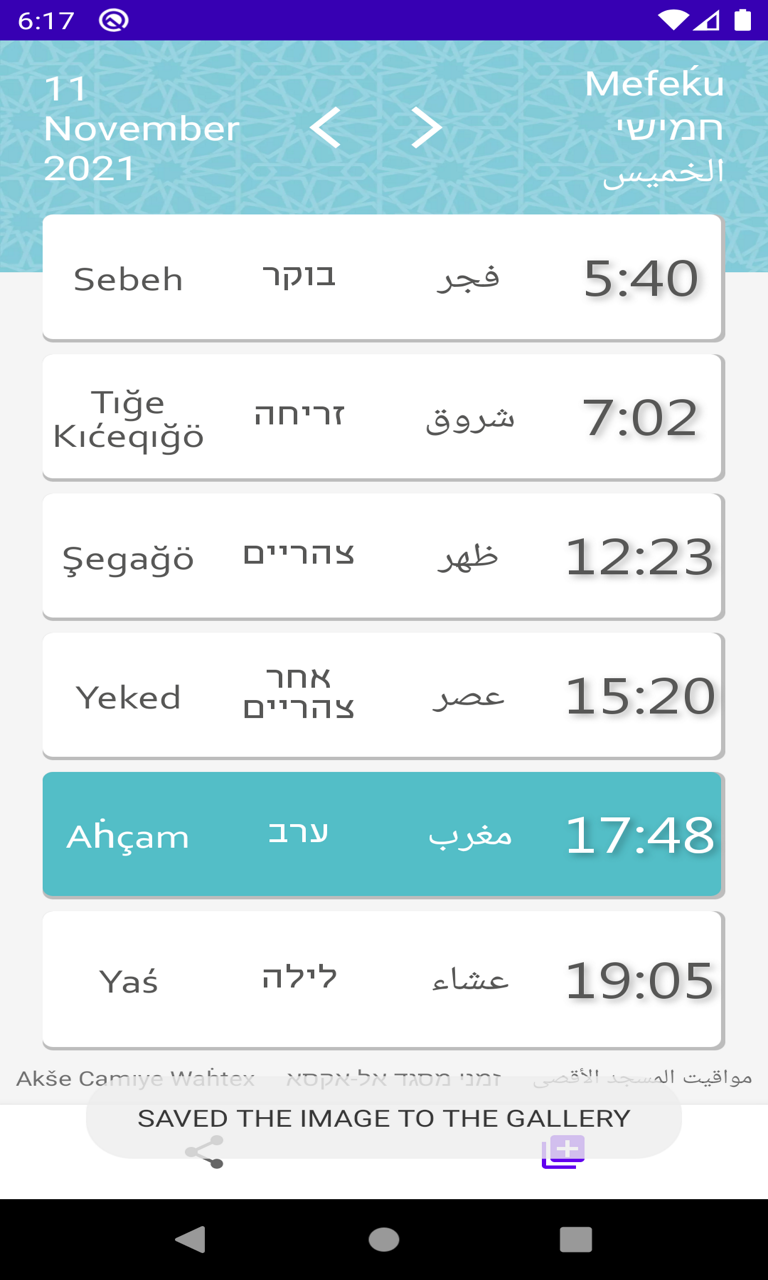 6:17
11
November
2021
Mefeḱu
חמישי
الخميس
Sebeh בוקר فجر 5:40
Tığe
Kıćeqığö
זריחה شروق 7:02
Şegağö צהריים ظهر 12:23
Yeked
אחר
צהריים
عصر 15:20
Aḣçam ערב مغرب 17:48
Yaś לילה عشاء 19:05
Akše Camıye Waḣtex זמני מסגד אל-אקסא مواقيت المسجد الأقصى
SAVED THE IMAGE TO THE GALLERY